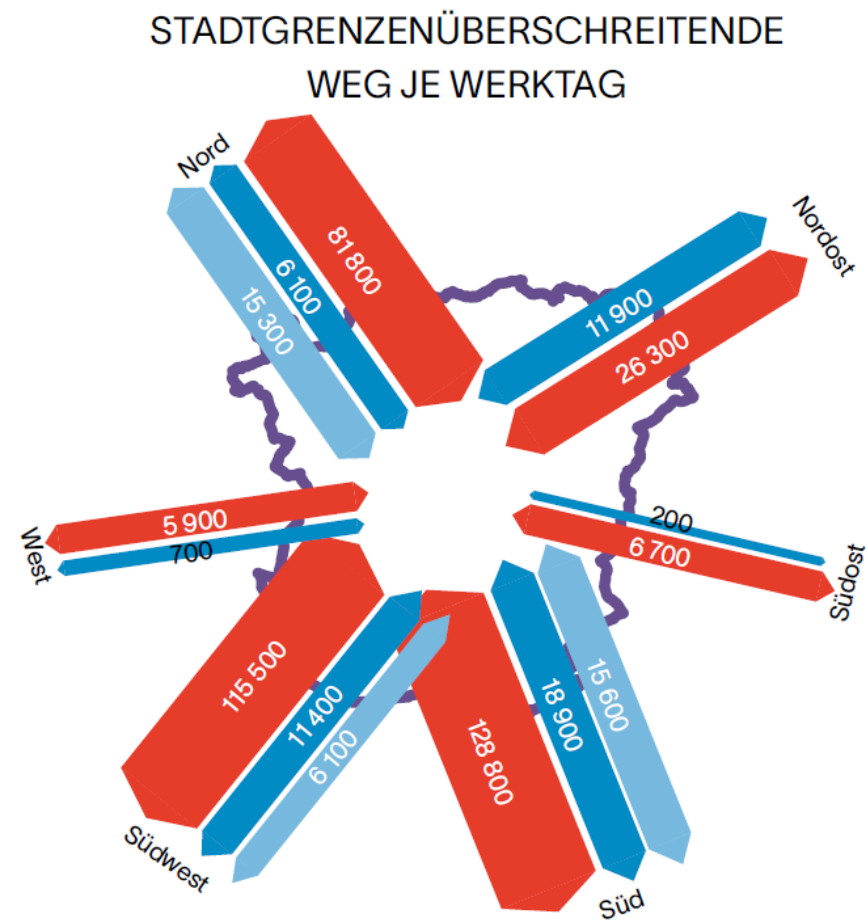 STADTGRENZENÜBERSCHREITENDE
WEG JE WERKTAG
Nord
15 300
6 100
81 800
Nordost
11 900
26 300
West
5 900
700
200
6 700
Südost
115 500
11 400
6 100
Südwest
128 800
18 900
15 600
Süd